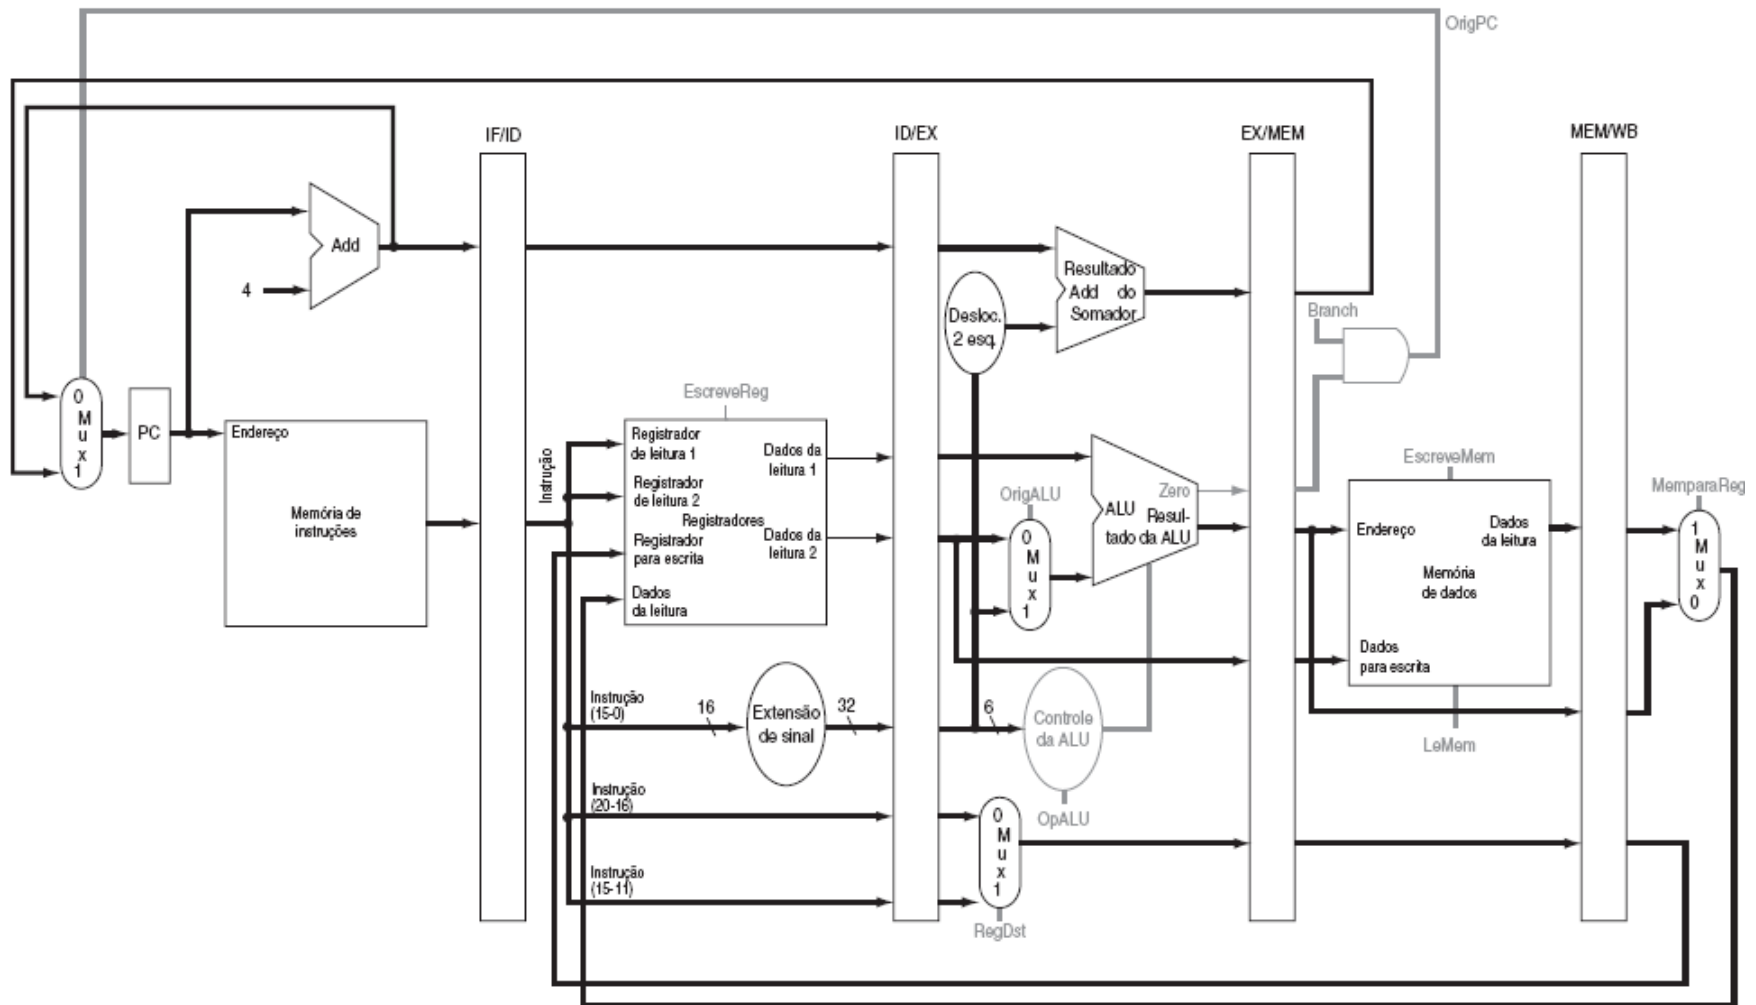 OrigPC
IF/ID
ID/EX
EX/MEM
MEM/WB
Add
4
Resultado
Add do
Somador
Desloc.
2 esq.
Branch
0
M
u
x
1
PC
Endereço
Memória de
instruções
Instrução
EscreveReg
Registrador
de leitura 1
Registrador
de leitura 2
Registradores
Registrador
para escrita
Dados
da leitura
Dados da
leitura 1
Dados da
leitura 2
OrigALU
0
M
u
x
1
Zero
ALU
Resul-
tado da ALU
EscreveMem
Endereço
Dados
da leitura
Memória
de dados
Dados
para escrita
LeMem
MemparaReg
1
M
u
x
0
Instrução
(15-0)
16
Extensão
de sinal
32
6
Controle
da ALU
OpALU
Instrução
(20-16)
Instrução
(15-11)
0
M
u
x
1
RegDst